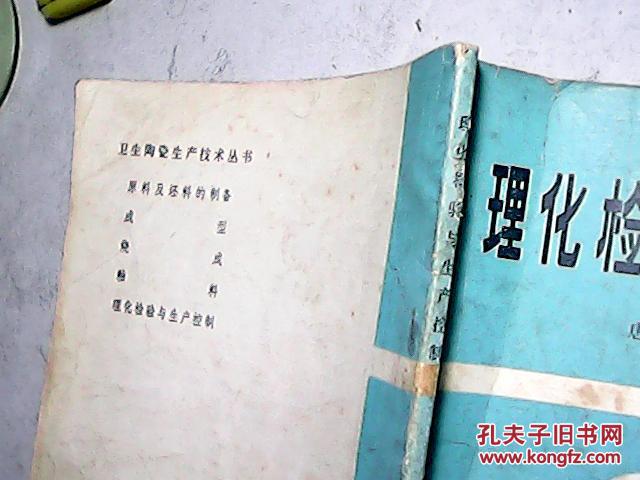 卫生陶瓷生产技术丛书
原料及坯料的制备
成型
烧成
釉料
理化检验与生产控制
理化检验与生产控制
理化检
孔夫子旧书网
www.kongfz.com